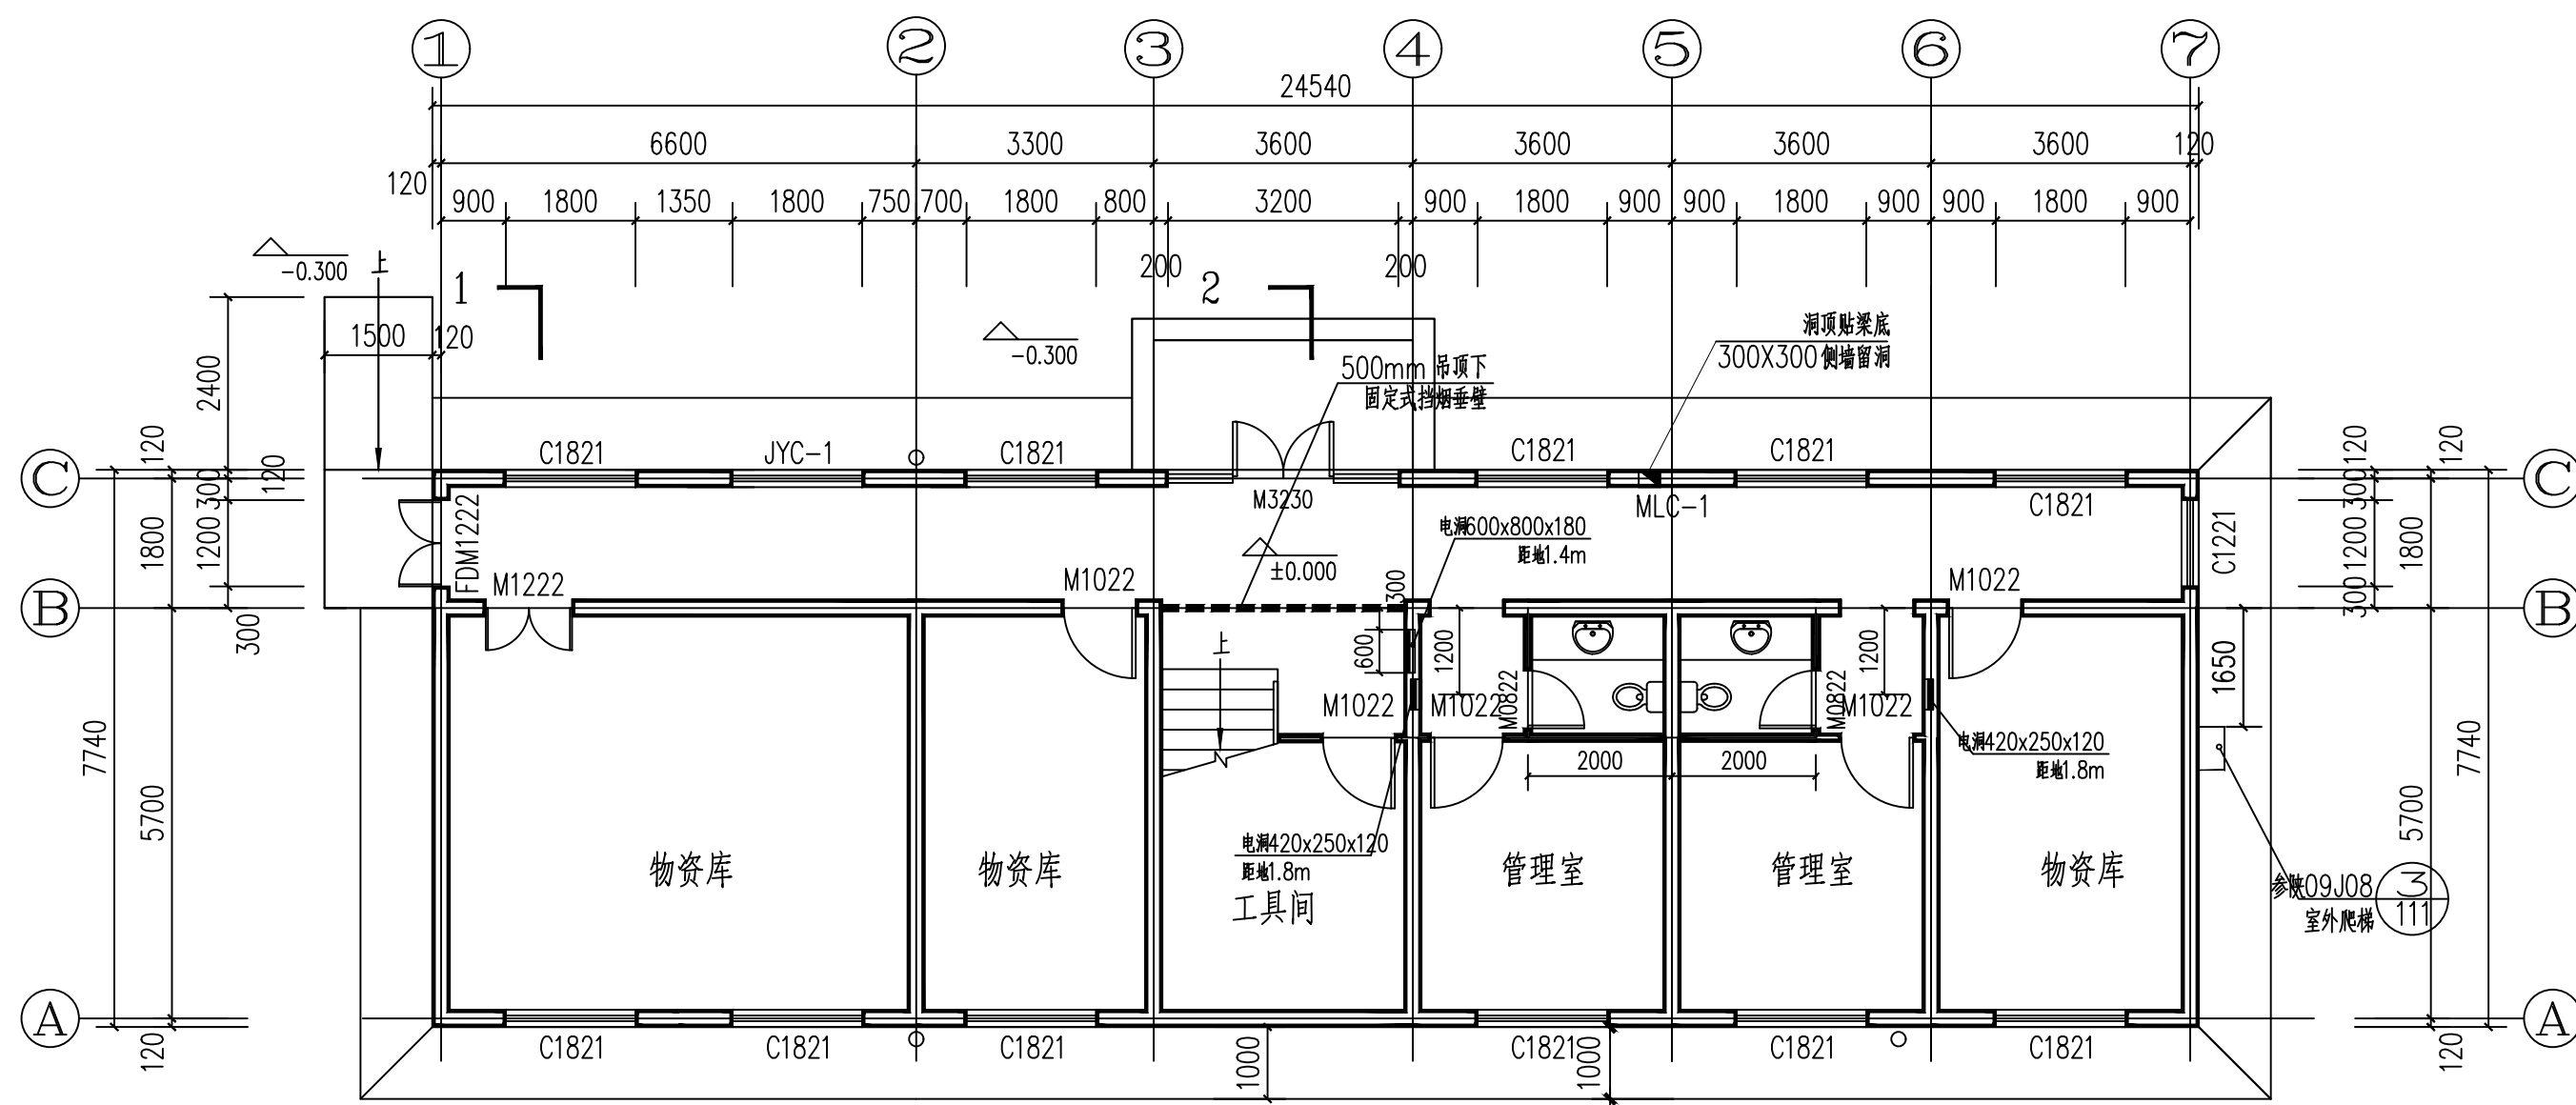 1 2 3 4 5 6 7
24540
6600 3300 3600 3600 3600 3600 120
120 900 1800 1350 1800 750 700 1800 800 3200 900 1800 900 900 1800 900 900 1800 900
200 200
-0.300 上
1 2
1500 120
-0.300
洞顶贴梁底
300X300 侧墙留洞
500mm 吊顶下
固定式挡烟垂壁
2400
120 120 300
C1821 JYC-1 C1821 C1821 C1821
120 120 300
C C
M3230 MLC-1 C1821
FDM1222
C1221
电洞600x800x180
距地1.4m
1800 1200 1200 1800
±0.000
M1222 M1022 300 M1022
B B
300 300
上
600 1200 1200 1650
M1022 M1022 M0822 M0822 M1022
电洞420x250x120
距地1.8m
2000 2000
7740 5700 5700 7740
电洞420x250x120
距地1.8m
物资库 物资库 工具间 管理室 管理室 物资库
参陕09J08 3
室外爬梯 111
A A
C1821 C1821 C1821 C1821 C1821 C1821
120 1000 1000 120